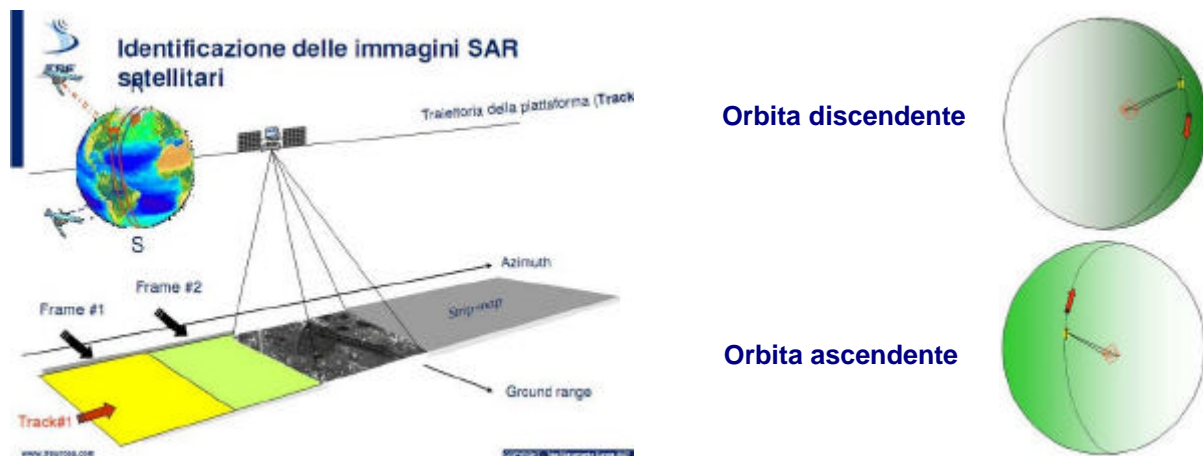 Identificazione delle immagini SAR
satellitari
N
Traiettoria della piattaforma (Track
S
Azimuth
Frame #2
Frame #1
Strip-map
Ground range
Track#1
Orbita discendente
Orbita ascendente